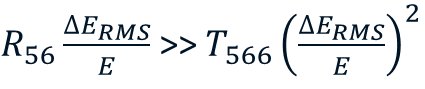 R₅₆ ΔE_RMS/E >> T₅₆₆ (ΔE_RMS/E)²